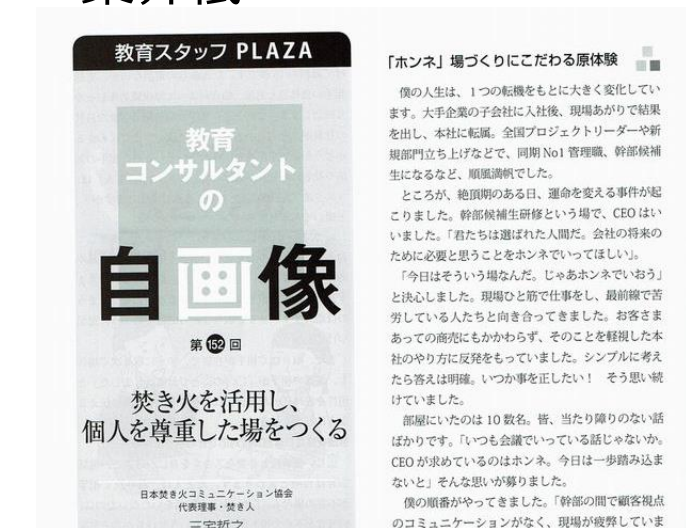 教育スタッフ PLAZA
教育
コンサルタント
の
自画像
第152回
焚き火を活用し、
個人を尊重した場をつくる
日本焚き火コミュニケーション協会
代表理事・焚き人
三宅哲之
「ホンネ」場づくりにこだわる原体験
僕の人生は、1つの転機をもとに大きく変化してい
ます。大手企業の子会社に入社後、現場あがりで結果
を出し、本社に転属。全国プロジェクトリーダーや新
規部門立ち上げなどで、同期 No1 管理職、幹部候補
生になるなど、順風満帆でした。
ところが、絶頂期のある日、運命を変える事件が起
こりました。幹部候補生研修という場で、CEO はい
いました。「君たちは選ばれた人間だ。会社の将来の
ために必要と思うことをホンネでいってほしい」。
「今日はそういう場なんだ。じゃあホンネでいおう」
と決心しました。現場ひと筋で仕事をし、最前線で苦
労している人たちと向き合ってきました。お客さま
あっての商売にもかかわらず、そのことを軽視した本
社のやり方に反発をもっていました。シンプルに考え
たら答えは明確。いつか事を正したい！ そう思い続
けていました。
部屋にいたのは 10 数名。皆、当たり障りのない話
ばかりです。「いつも会議でいっている話じゃないか。
CEO が求めているのはホンネ。今日は一歩踏み込ま
ないと」そんな思いが募りました。
僕の順番がやってきました。「幹部の間で顧客視点
のコミュニケーションがなく、現場が疲弊していま